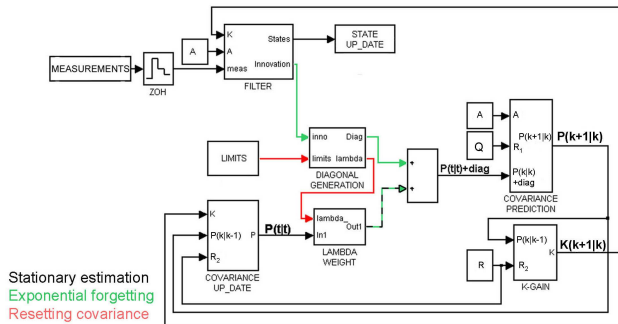 K
A
A
meas
States
Innovation
FILTER
STATE
UP_DATE
MEASUREMENTS
ZOH
inno
Diag
limits
lambda
DIAGONAL
GENERATION
LIMITS
A
Q
A
P(k+1|k)
R1
P(k|k)
+diag
COVARIANCE
PREDICTION
P(k+1|k)
+
+
P(t|t)+diag
K
P(k|k-1)
P
R2
COVARIANCE
UP_DATE
P(t|t)
lambda_
Out1
In1
LAMBDA
WEIGHT
R
P(k|k-1)
K
R2
K-GAIN
K(k+1|k)
Stationary estimation
Exponential forgetting
Resetting covariance